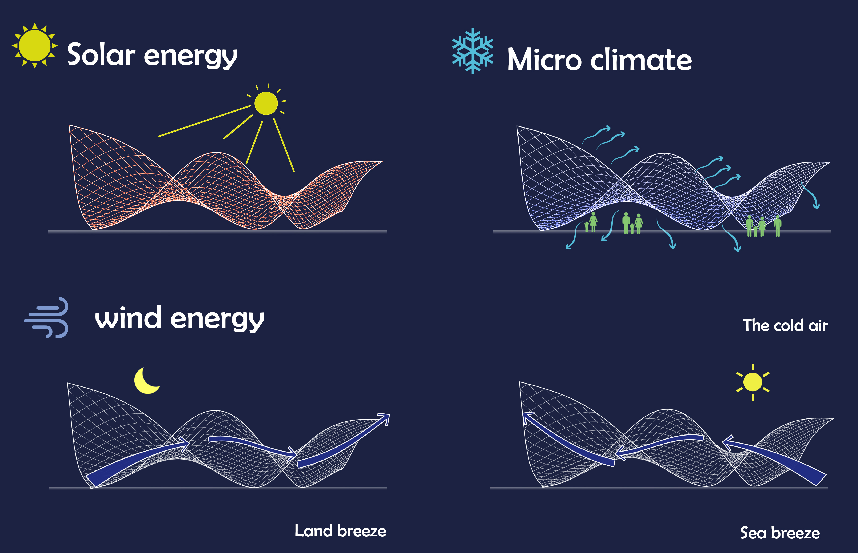 Solar energy
Micro climate
wind energy
The cold air
Land breeze
Sea breeze